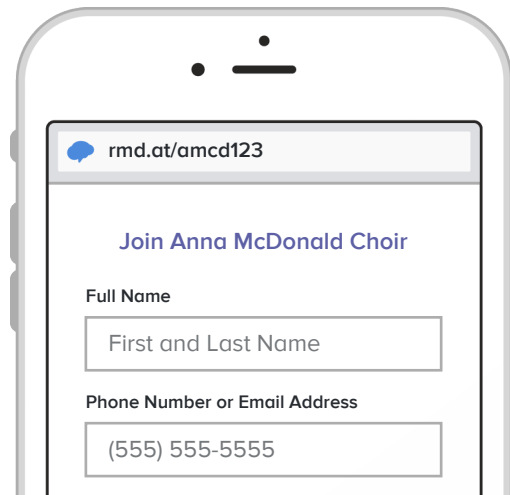 rmd.at/amcd123
Join Anna McDonald Choir
Full Name
First and Last Name
Phone Number or Email Address
(555) 555-5555